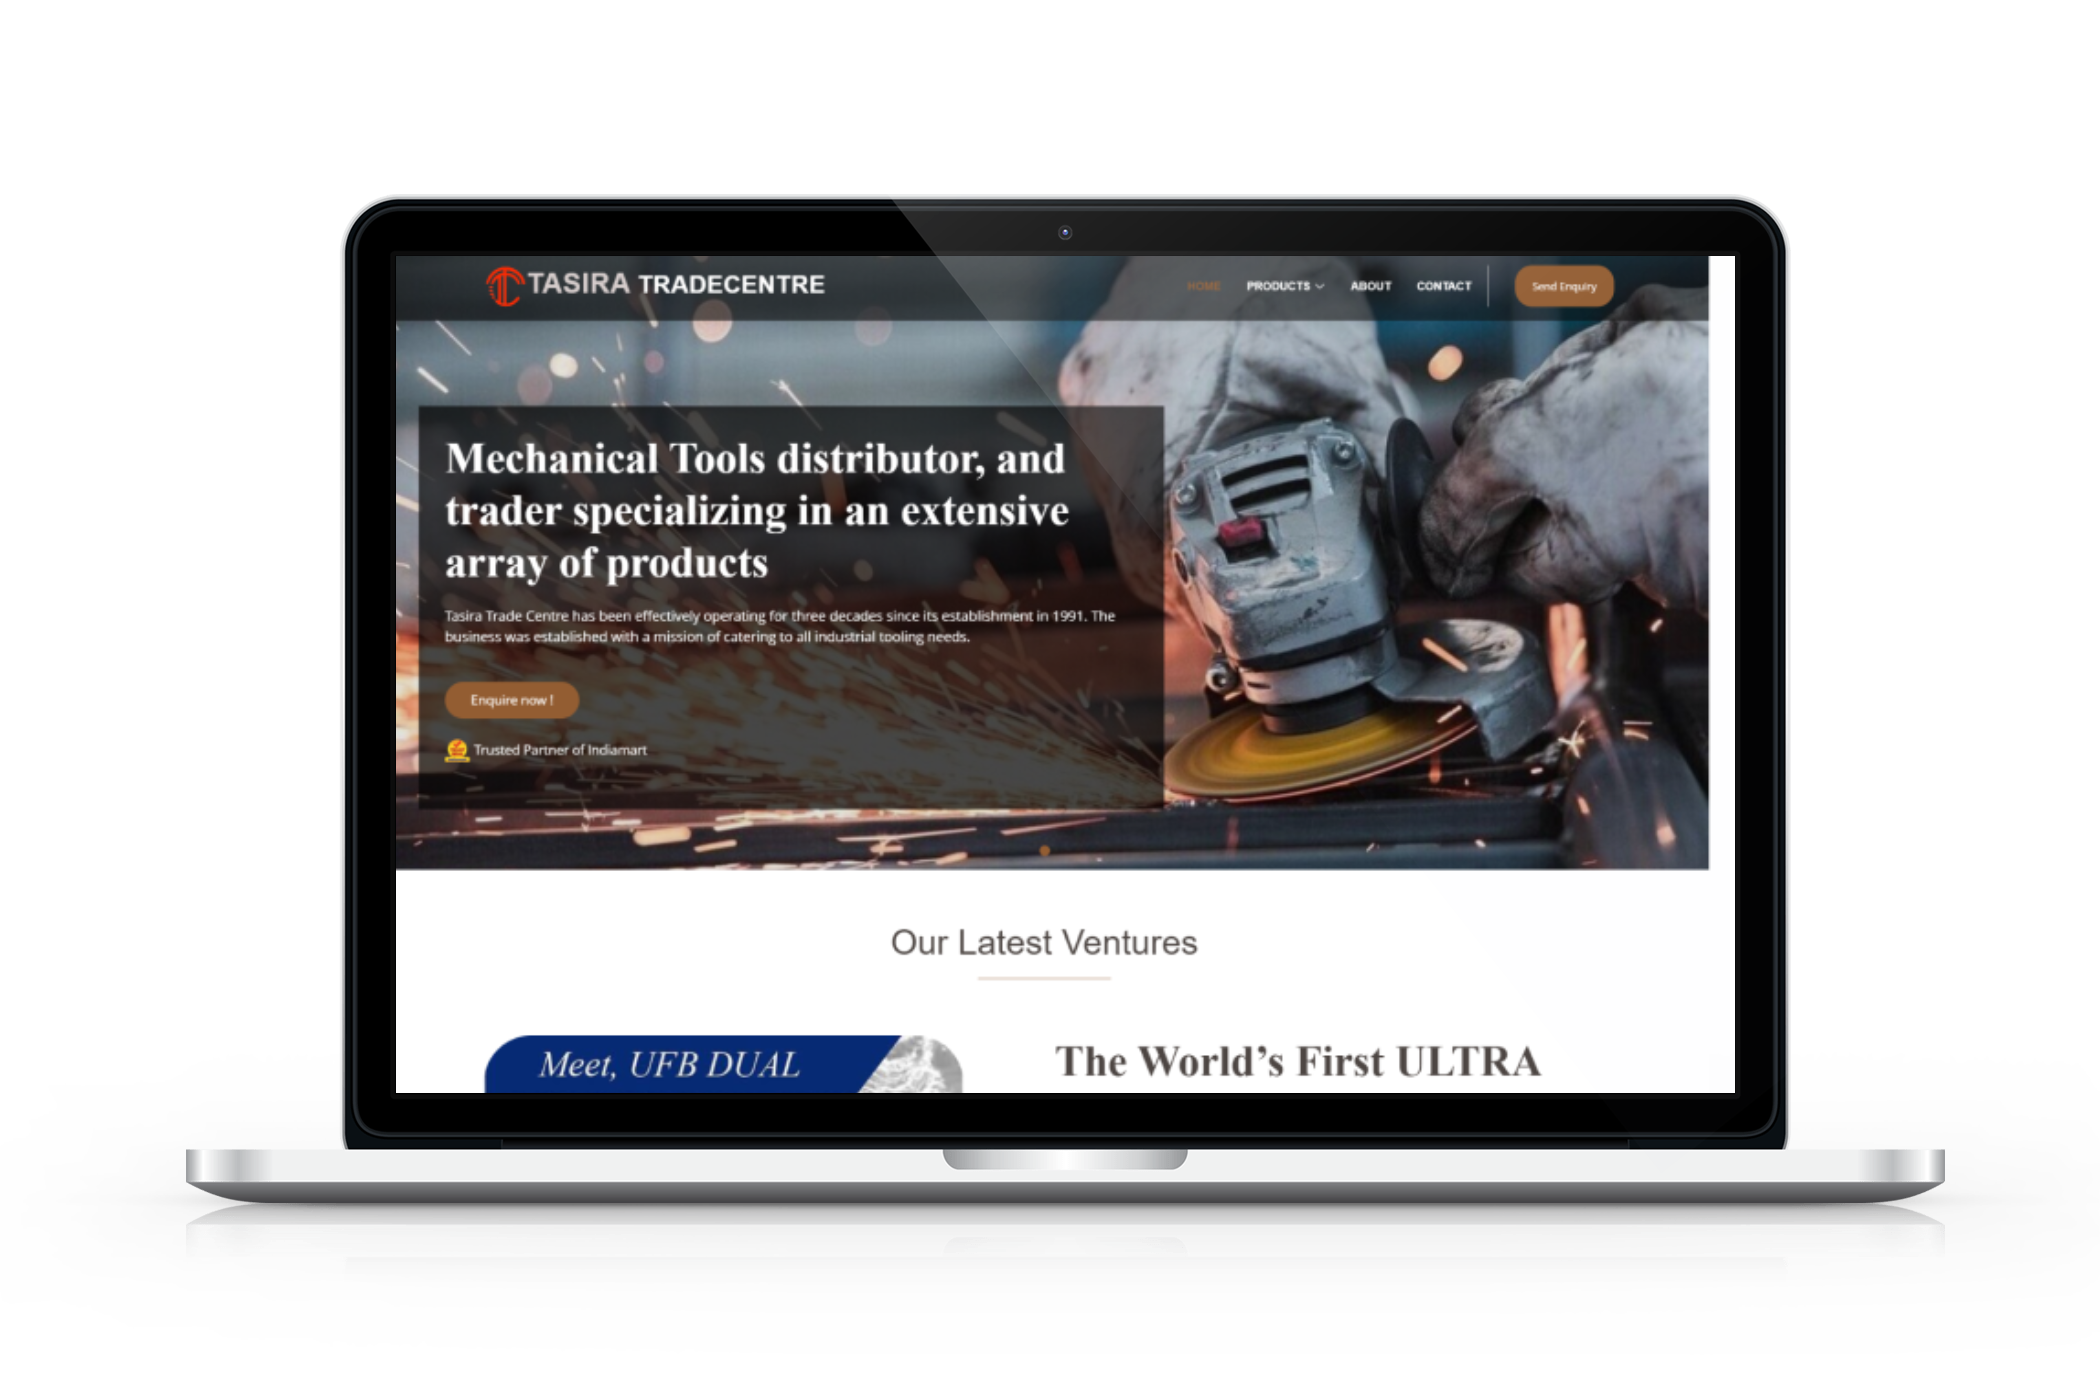 TASIRA TRADECENTRE
HOME PRODUCTS ABOUT CONTACT Send Enquiry
Mechanical Tools distributor, and
trader specializing in an extensive
array of products
Tasira Trade Centre has been effectively operating for three decades since its establishment in 1991. The
business was established with a mission of catering to all industrial tooling needs.
Enquire now !
Trusted Partner of Indiamart
Our Latest Ventures
Meet, UFB DUAL
The World’s First ULTRA